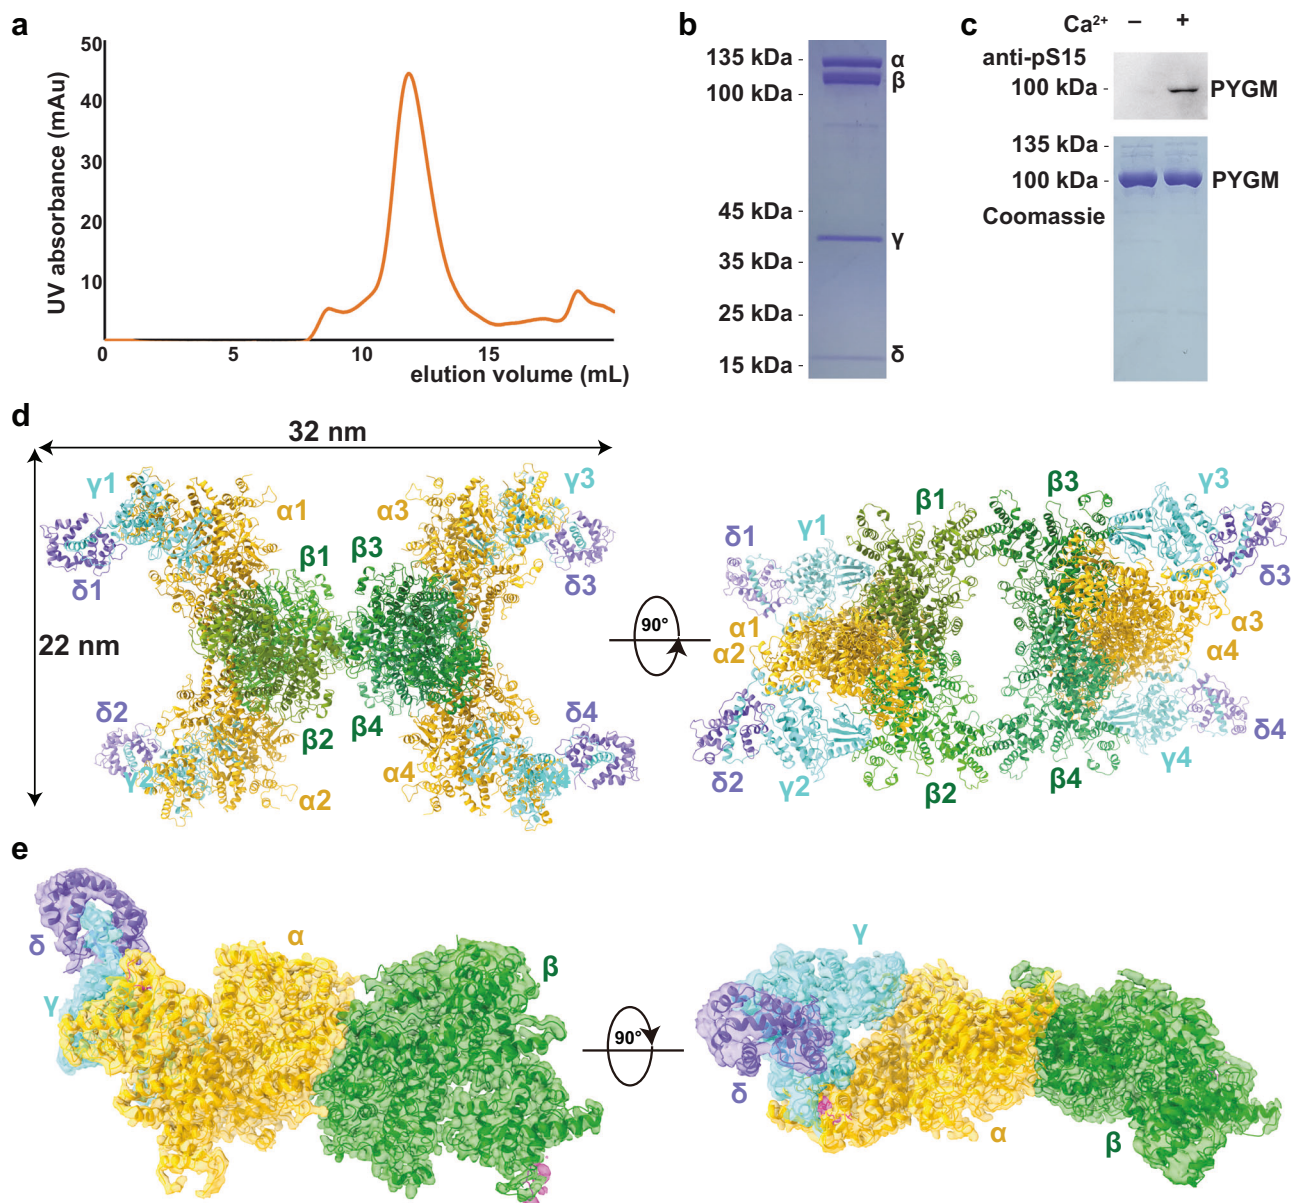 a
50
40
30
20
10
UV absorbance (mAu)
0
5
10
15
elution volume (mL)
b
135 kDa -
100 kDa -
45 kDa -
35 kDa -
25 kDa -
15 kDa -
α
β
γ
δ
c
Ca²⁺ − +
anti-pS15
100 kDa - PYGM
135 kDa -
100 kDa - PYGM
Coomassie
d
32 nm
22 nm
γ1
α1
α3
γ3
δ1
β1
β3
δ3
δ2
γ2
β2
β4
δ4
α2
α4
90°
β1
β3
γ1
γ3
δ1
δ3
α1
α2
α3
α4
δ2
γ2
β2
β4
γ4
δ4
e
δ
γ
α
β
90°
γ
δ
α
β